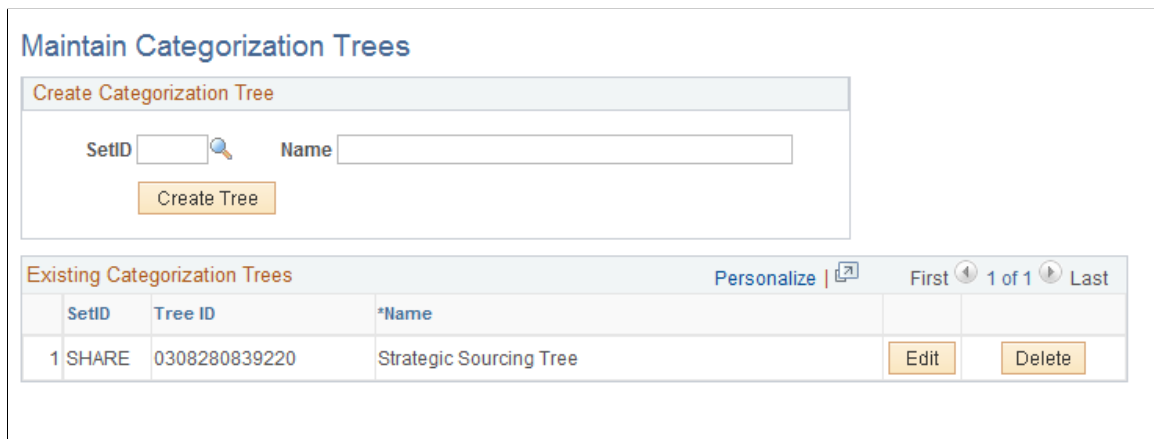 Maintain Categorization Trees
Create Categorization Tree
SetID Name
Create Tree
Existing Categorization Trees Personalize | First 1 of 1 Last
SetID Tree ID *Name
1 SHARE 0308280839220 Strategic Sourcing Tree Edit Delete